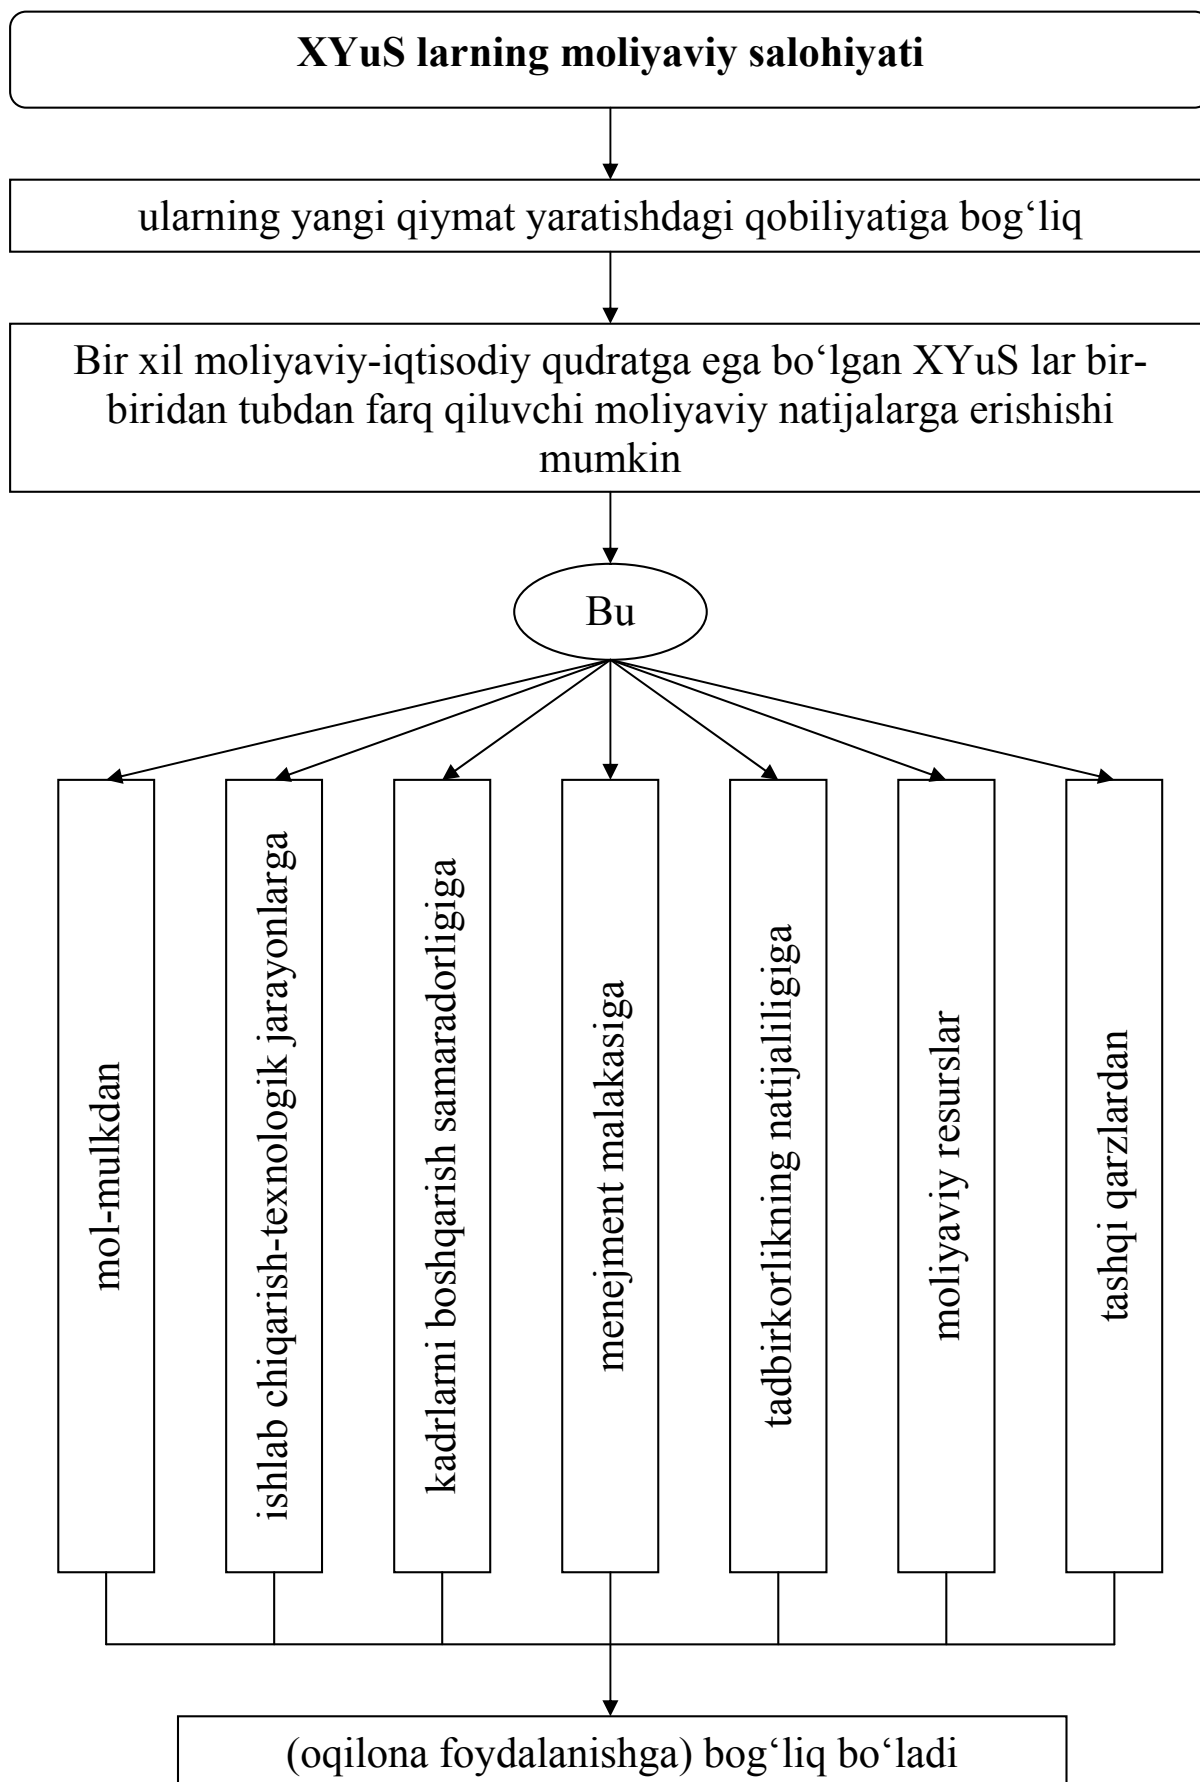 XYuS larning moliyaviy salohiyati
ularning yangi qiymat yaratishdagi qobiliyatiga bog‘liq
Bir xil moliyaviy-iqtisodiy qudratga ega bo‘lgan XYuS lar bir-
biridan tubdan farq qiluvchi moliyaviy natijalarga erishishi
mumkin
Bu
mol-mulkdan
ishlab chiqarish-texnologik jarayonlarga
kadrlarni boshqarish samaradorligiga
menejment malakasiga
tadbirkorlikning natijaliligiga
moliyaviy resurslar
tashqi qarzlardan
(oqilona foydalanishga) bog‘liq bo‘ladi